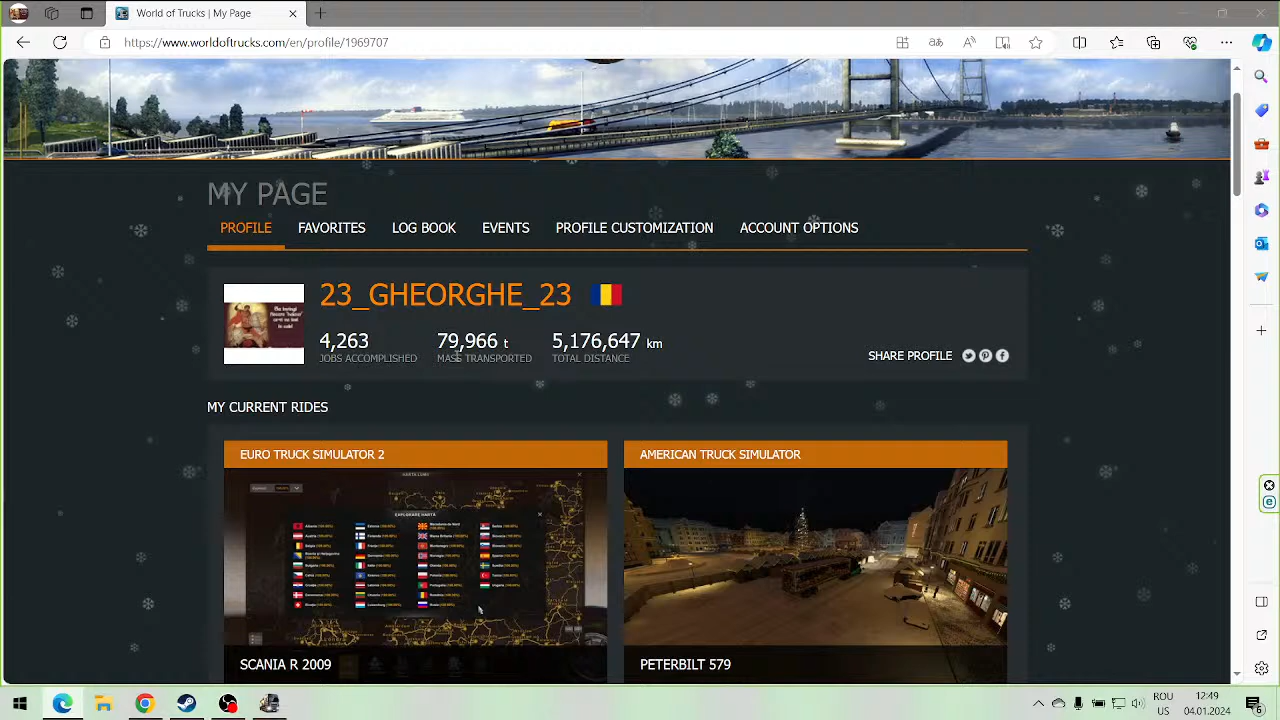 World of Trucks | My Page
https://www.worldoftrucks.com/en/profile/1969707
MY PAGE
PROFILE FAVORITES LOG BOOK EVENTS PROFILE CUSTOMIZATION ACCOUNT OPTIONS
23_GHEORGHE_23
4,263 79,966 t 5,176,647 km
JOBS ACCOMPLISHED MASS TRANSPORTED TOTAL DISTANCE
SHARE PROFILE
MY CURRENT RIDES
EURO TRUCK SIMULATOR 2 AMERICAN TRUCK SIMULATOR
EXPLORARE HARTĂ
SCANIA R 2009 PETERBILT 579
ROU 12:49
US 04.01.2024